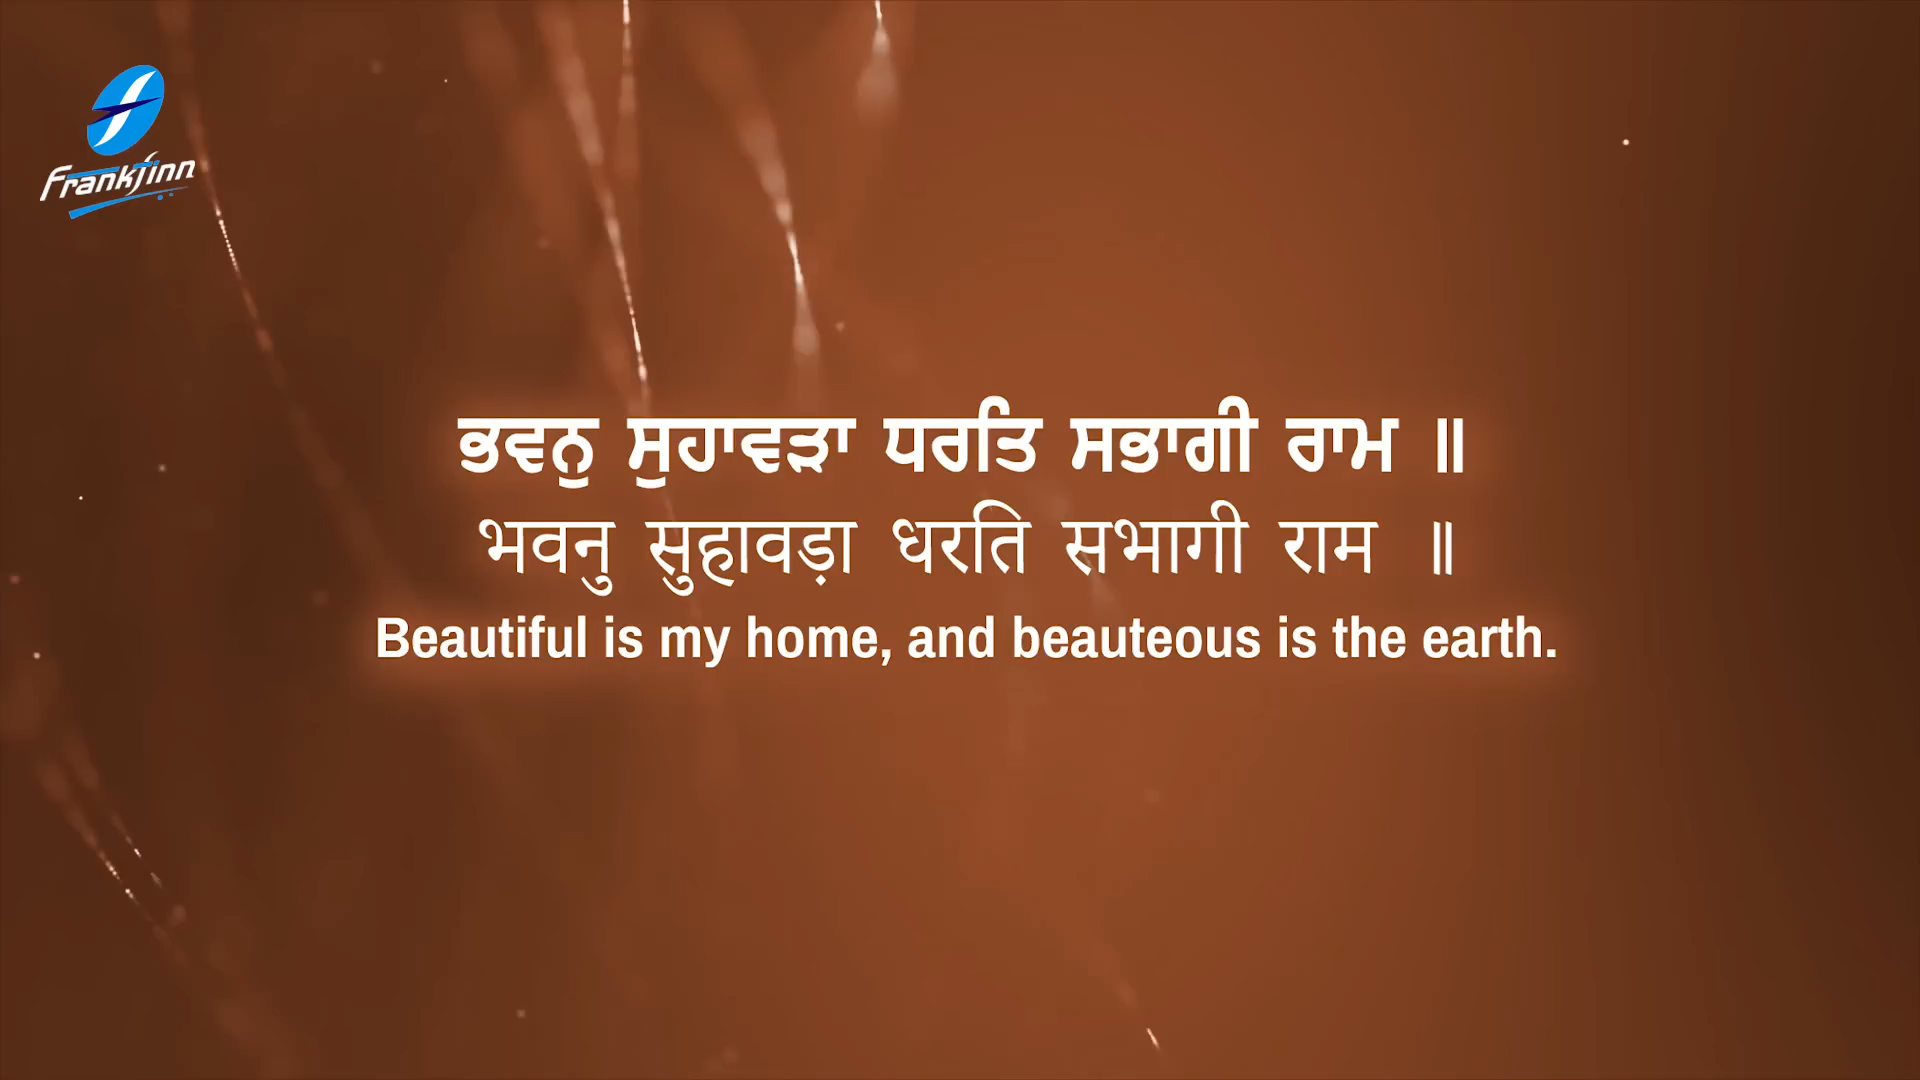 Frankfinn
ਭਵਨੁ ਸੁਹਾਵੜਾ ਧਰਤਿ ਸਭਾਗੀ ਰਾਮ ॥
भवनु सुहावड़ा धरति सभागी राम ॥
Beautiful is my home, and beauteous is the earth.